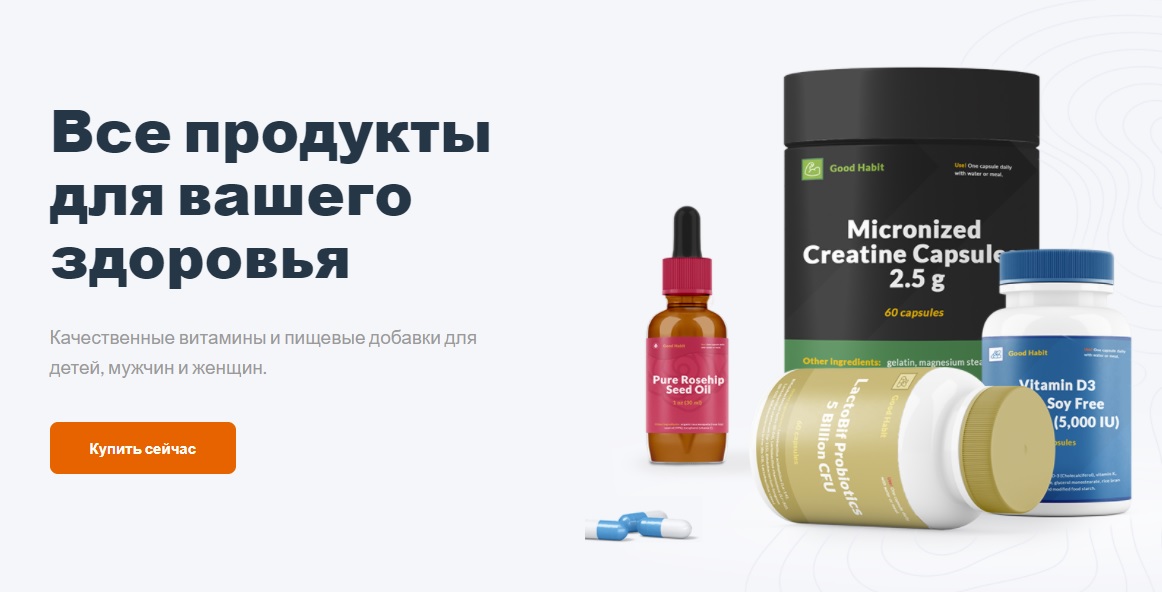 Все продукты
для вашего
здоровья
Качественные витамины и пищевые добавки для
детей, мужчин и женщин.
Купить сейчас
Good Habit
Use! One capsule daily
with water or meal.
Micronized
Creatine Capsule
2.5 g
60 capsules
Other Ingredients: gelatin, magnesium stea
Good Habit
Pure Rosehip
Seed Oil
Good Habit
LactoBif Probiotics
5 Billion CFU
Good Habit
Vitamin D3
Soy Free
(5,000 IU)